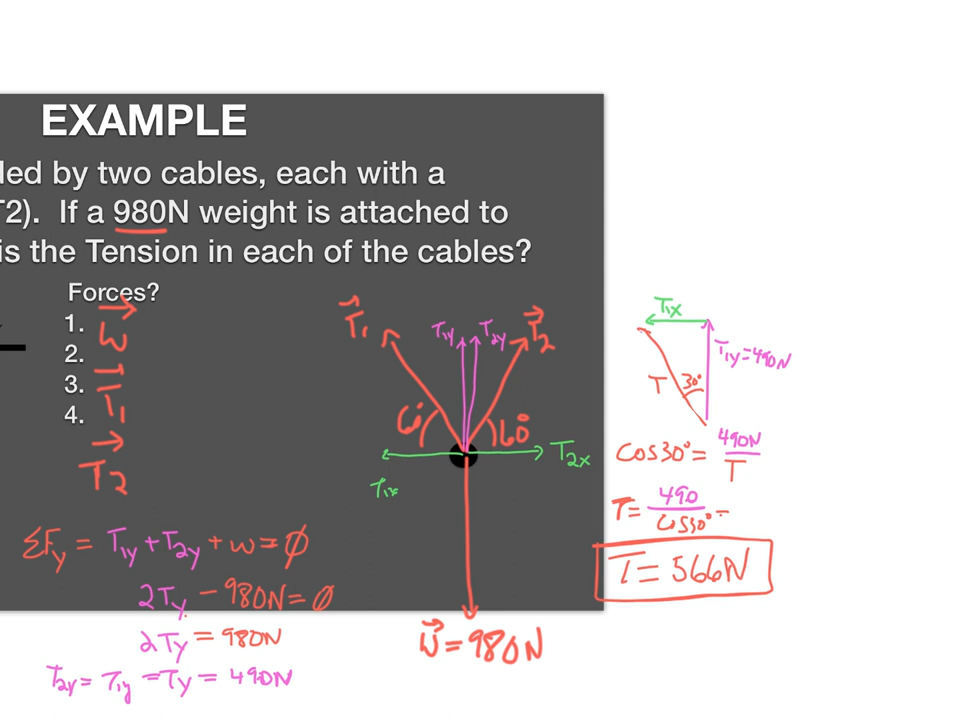 EXAMPLE
ded by two cables, each with a
T2). If a 980N weight is attached to
is the Tension in each of the cables?
Forces?
1. W
2.
3. T1
4.
T2
T1
T1y
T2y
T2
60°
60°
T2x
T1x
W = 980N
ΣFy = T1y + T2y + w = 0
2Ty - 980N = 0
2Ty = 980N
T2y = T1y = Ty = 490N
T1x
T1y = 490N
T
30°
cos30° = 490N / T
T = 490 / cos30° =
T = 566N